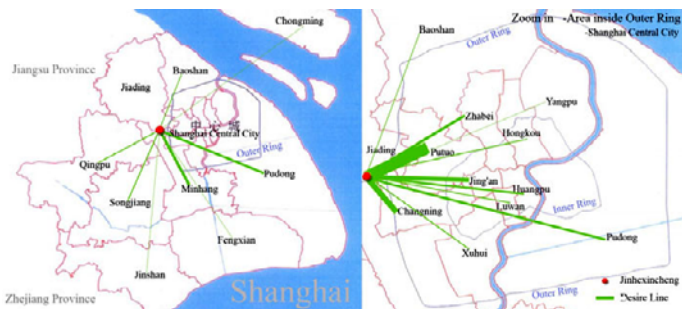 Chongming
Jiangsu Province
Baoshan
Jiading
Shanghai Central City
Outer Ring
Qingpu
Pudong
Minhang
Songjiang
Fengxian
Jinshan
Zhejiang Province
Shanghai
Zoom in -Area inside Outer Ring
-Shanghai Central City
Baoshan
Outer Ring
Yangpu
Zhabei
Hongkou
Jiading
Putuo
Jing'an
Huangpu
Luwan
Inner Ring
Changning
Pudong
Xuhui
Jinhexincheng
Outer Ring
Desire Line